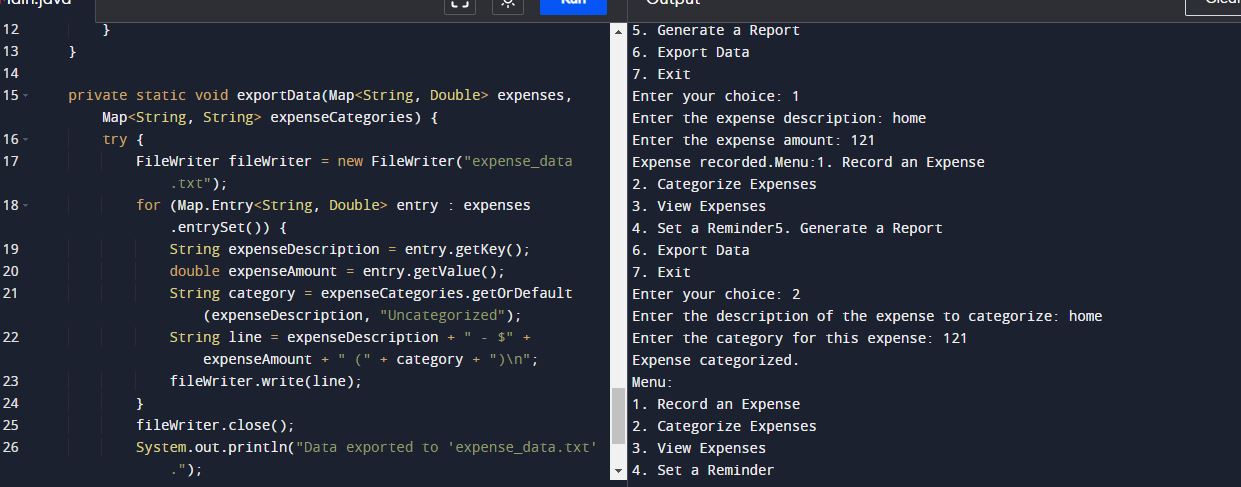 Main.java
Run
Output
Clear
12 }
13 }
14
15 private static void exportData(Map<String, Double> expenses,
Map<String, String> expenseCategories) {
16 try {
17 FileWriter fileWriter = new FileWriter("expense_data
.txt");
18 for (Map.Entry<String, Double> entry : expenses
.entrySet()) {
19 String expenseDescription = entry.getKey();
20 double expenseAmount = entry.getValue();
21 String category = expenseCategories.getOrDefault
(expenseDescription, "Uncategorized");
22 String line = expenseDescription + " - $" +
expenseAmount + " (" + category + ")\n";
23 fileWriter.write(line);
24 }
25 fileWriter.close();
26 System.out.println("Data exported to 'expense_data.txt'
.");
5. Generate a Report
6. Export Data
7. Exit
Enter your choice: 1
Enter the expense description: home
Enter the expense amount: 121
Expense recorded.Menu:1. Record an Expense
2. Categorize Expenses
3. View Expenses
4. Set a Reminder5. Generate a Report
6. Export Data
7. Exit
Enter your choice: 2
Enter the description of the expense to categorize: home
Enter the category for this expense: 121
Expense categorized.
Menu:
1. Record an Expense
2. Categorize Expenses
3. View Expenses
4. Set a Reminder